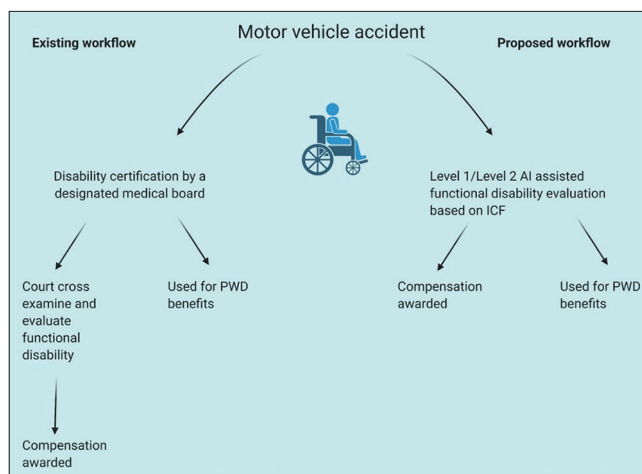 Motor vehicle accident
Existing workflow
Proposed workflow
Disability certification by a
designated medical board
Level 1/Level 2 AI assisted
functional disability evaluation
based on ICF
Court cross
examine and
evaluate
functional
disability
Used for PWD
benefits
Compensation
awarded
Used for PWD
benefits
Compensation
awarded